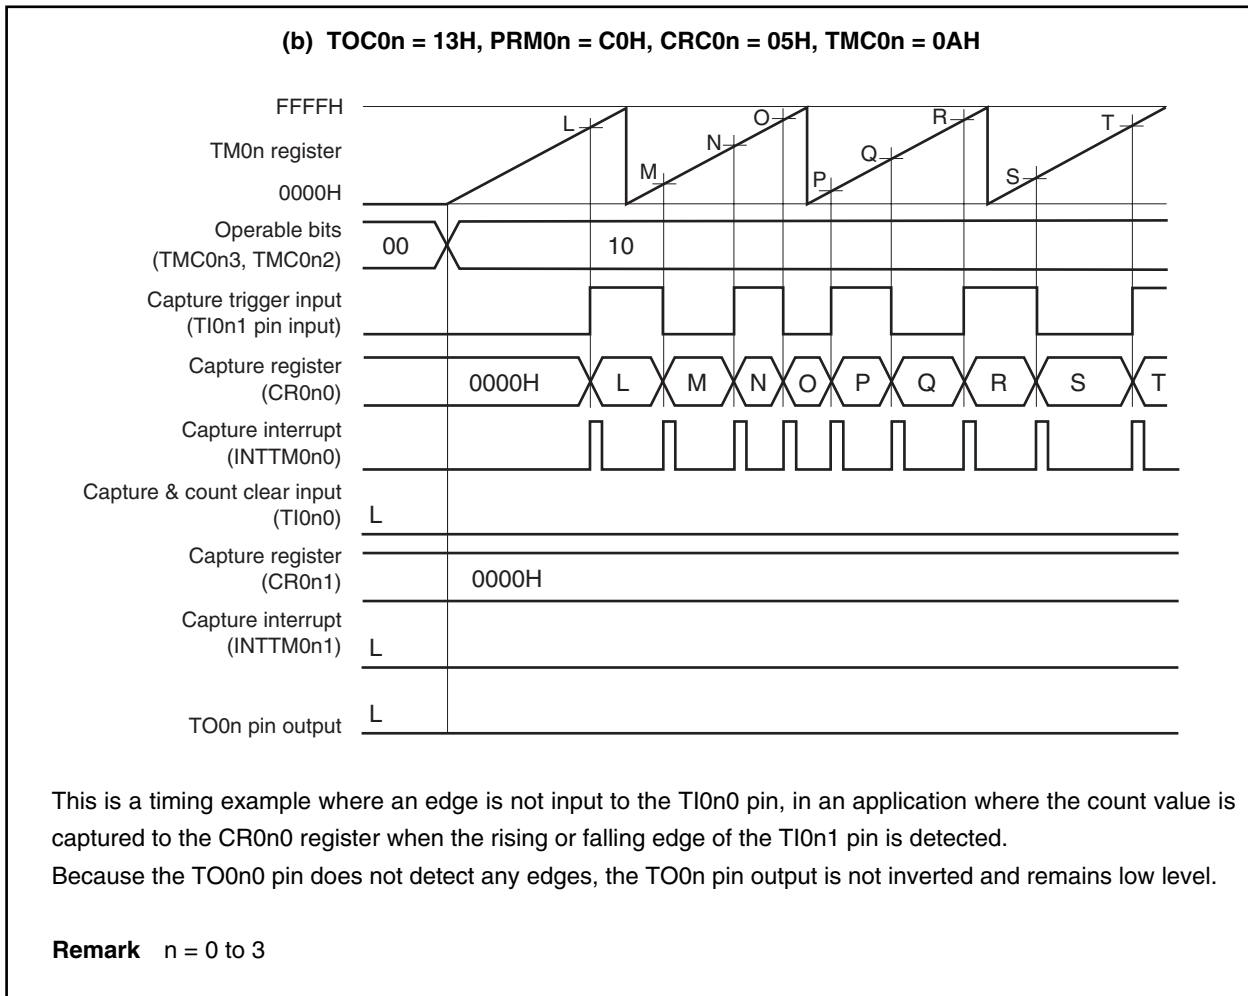 (b) TOC0n = 13H, PRM0n = C0H, CRC0n = 05H, TMC0n = 0AH
FFFFH
TM0n register
0000H
L
M
N
O
P
Q
R
S
T
Operable bits
(TMC0n3, TMC0n2)
00
10
Capture trigger input
(TI0n1 pin input)
Capture register
(CR0n0)
0000H L M N O P Q R S T
Capture interrupt
(INTTM0n0)
Capture & count clear input
(TI0n0)
L
Capture register
(CR0n1)
0000H
Capture interrupt
(INTTM0n1)
L
TO0n pin output
L
This is a timing example where an edge is not input to the TI0n0 pin, in an application where the count value is
captured to the CR0n0 register when the rising or falling edge of the TI0n1 pin is detected.
Because the TO0n0 pin does not detect any edges, the TO0n pin output is not inverted and remains low level.
Remark n = 0 to 3